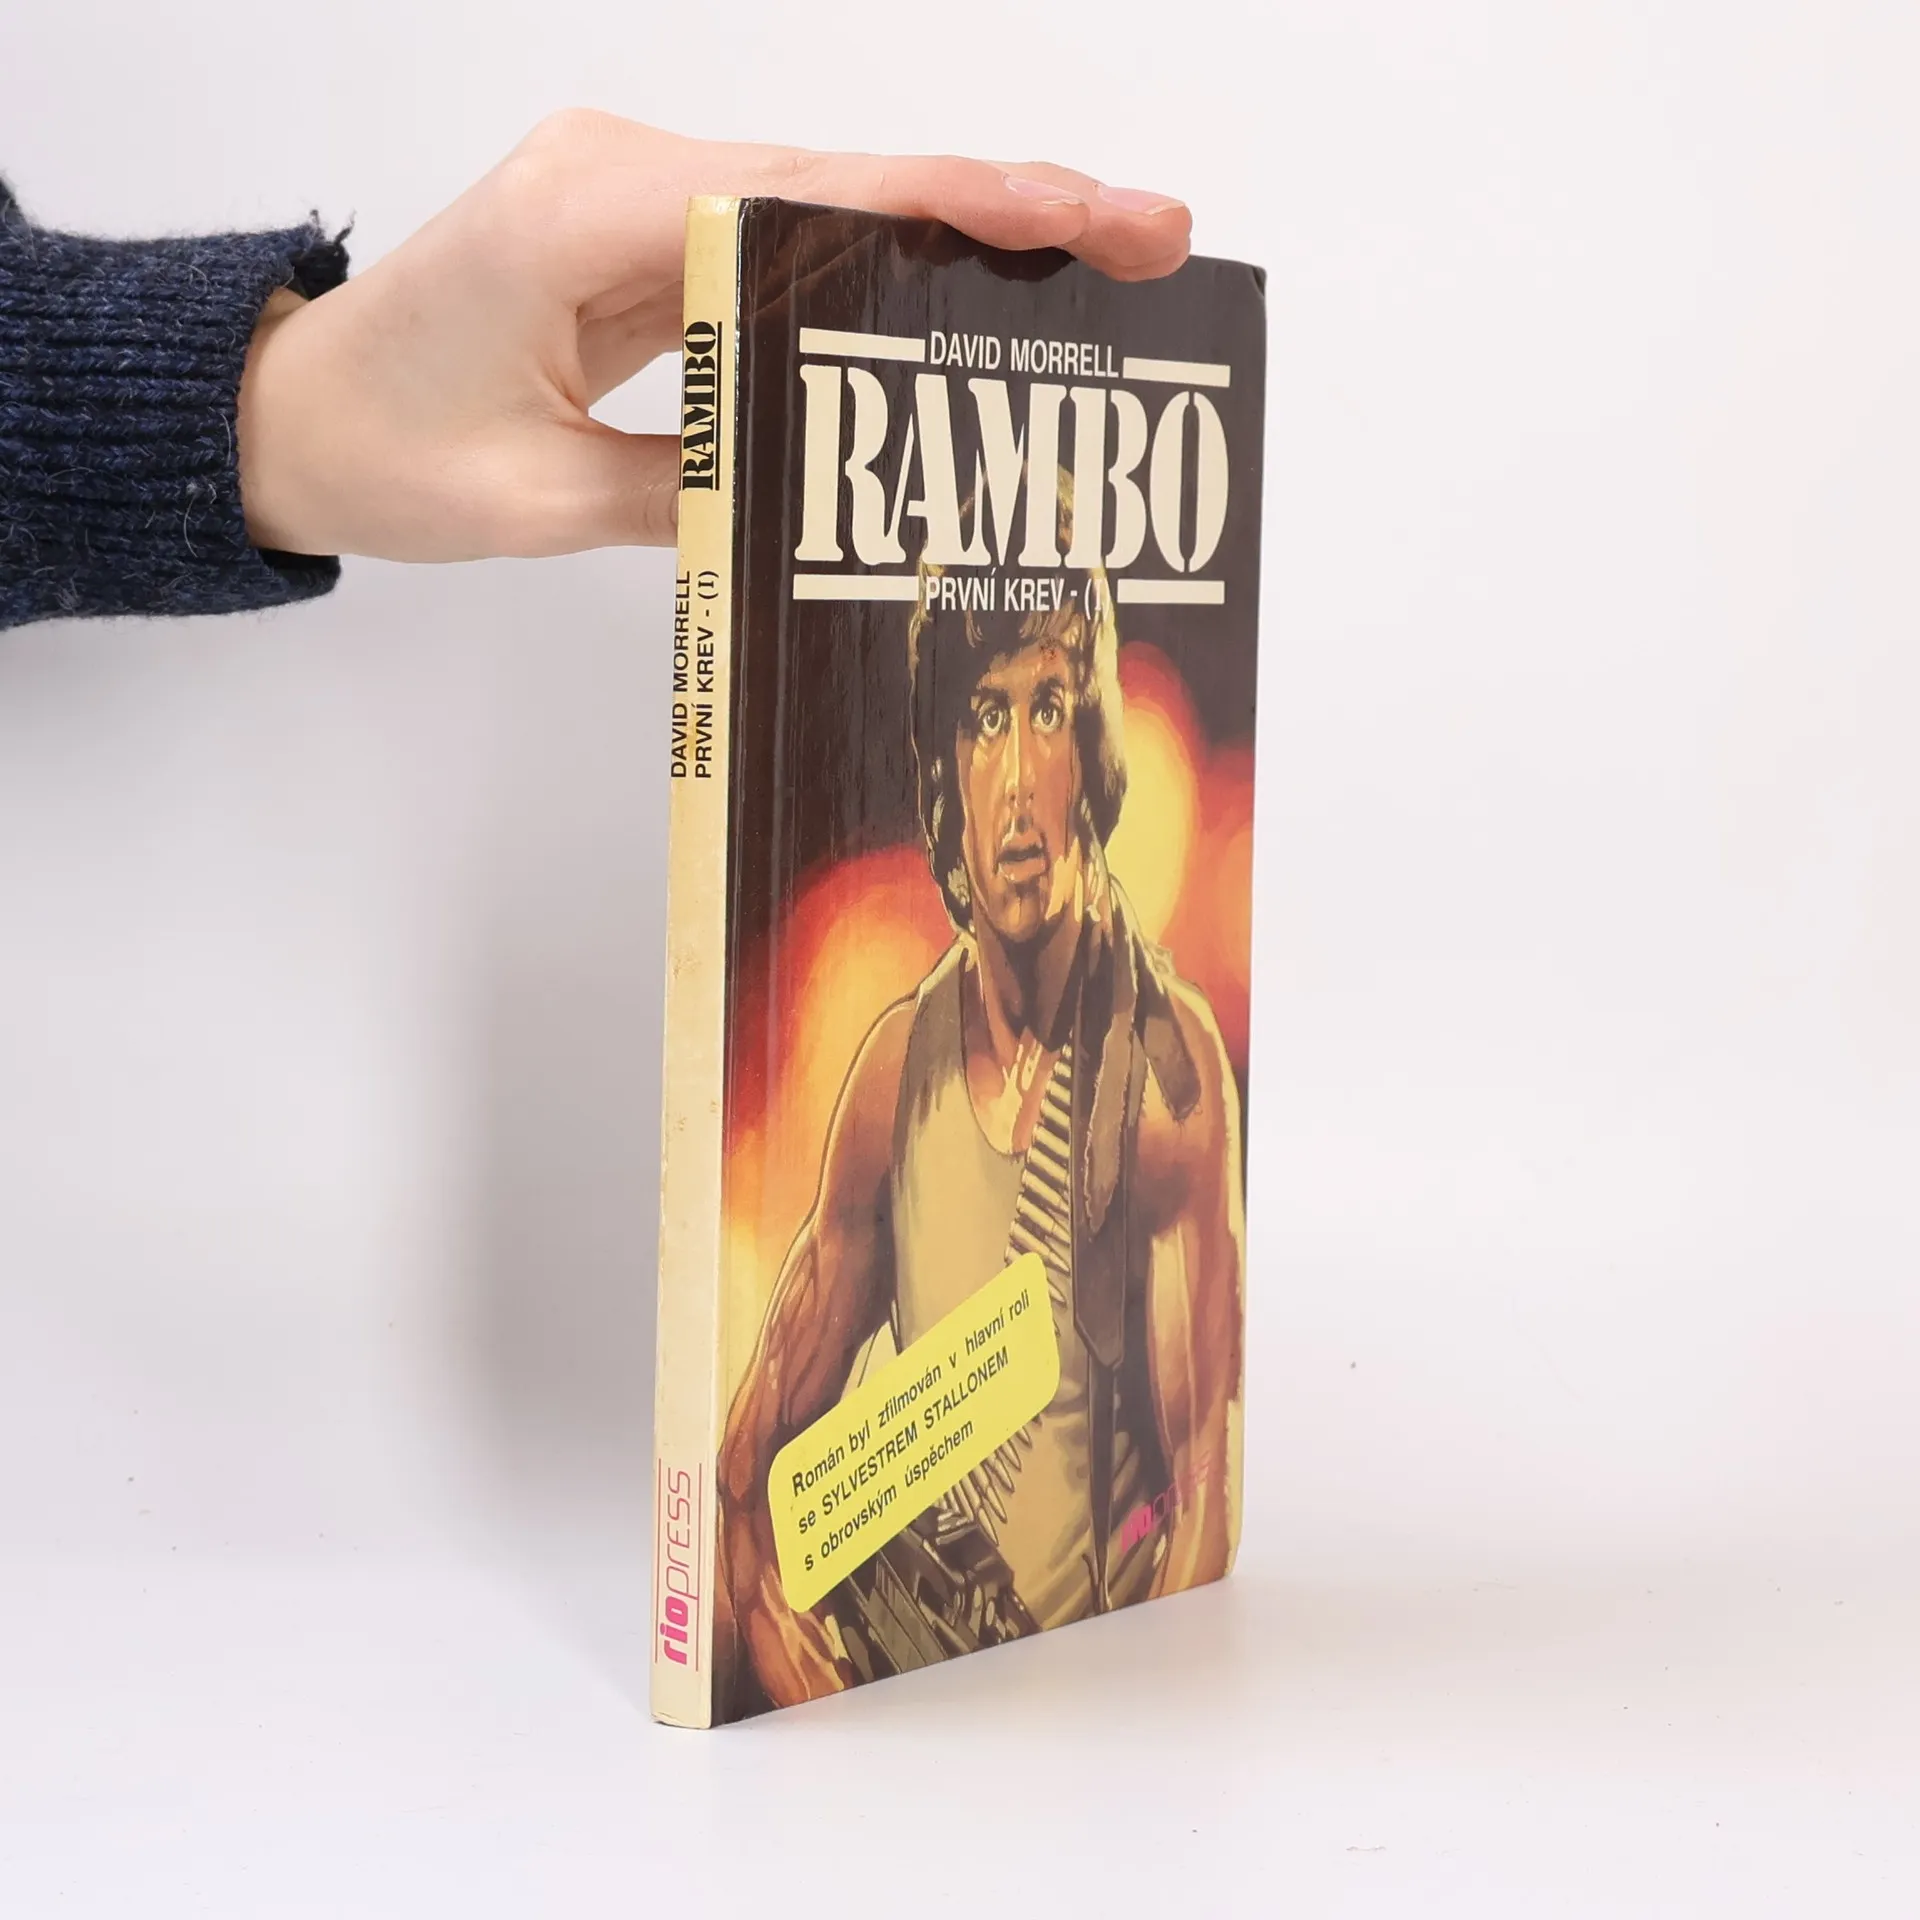 RAMBO
DAVID MORRELL
PRVNÍ KREV - (I)
rioPRESS
DAVID MORRELL
RAMBO
PRVNÍ KREV - (I)
Román byl zfilmován v hlavní roli
se SYLVESTREM STALLONEM
s obrovským úspěchem
riopress